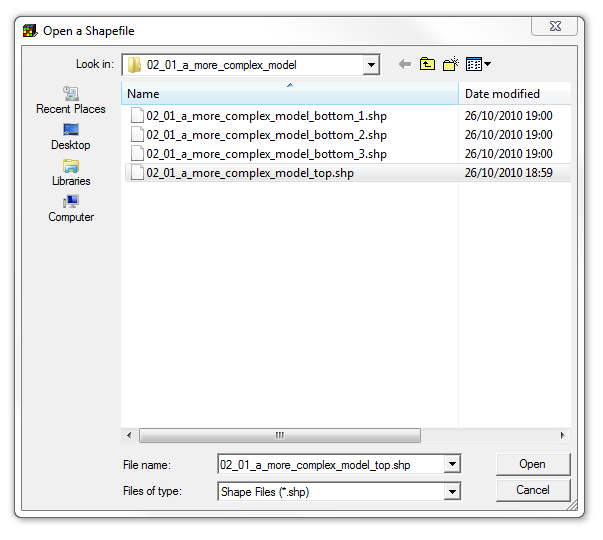 Open a Shapefile
Look in: 02_01_a_more_complex_model
Name Date modified
02_01_a_more_complex_model_bottom_1.shp 26/10/2010 19:00
02_01_a_more_complex_model_bottom_2.shp 26/10/2010 19:00
02_01_a_more_complex_model_bottom_3.shp 26/10/2010 19:00
02_01_a_more_complex_model_top.shp 26/10/2010 18:59
Recent Places
Desktop
Libraries
Computer
File name: 02_01_a_more_complex_model_top.shp Open
Files of type: Shape Files (*.shp) Cancel